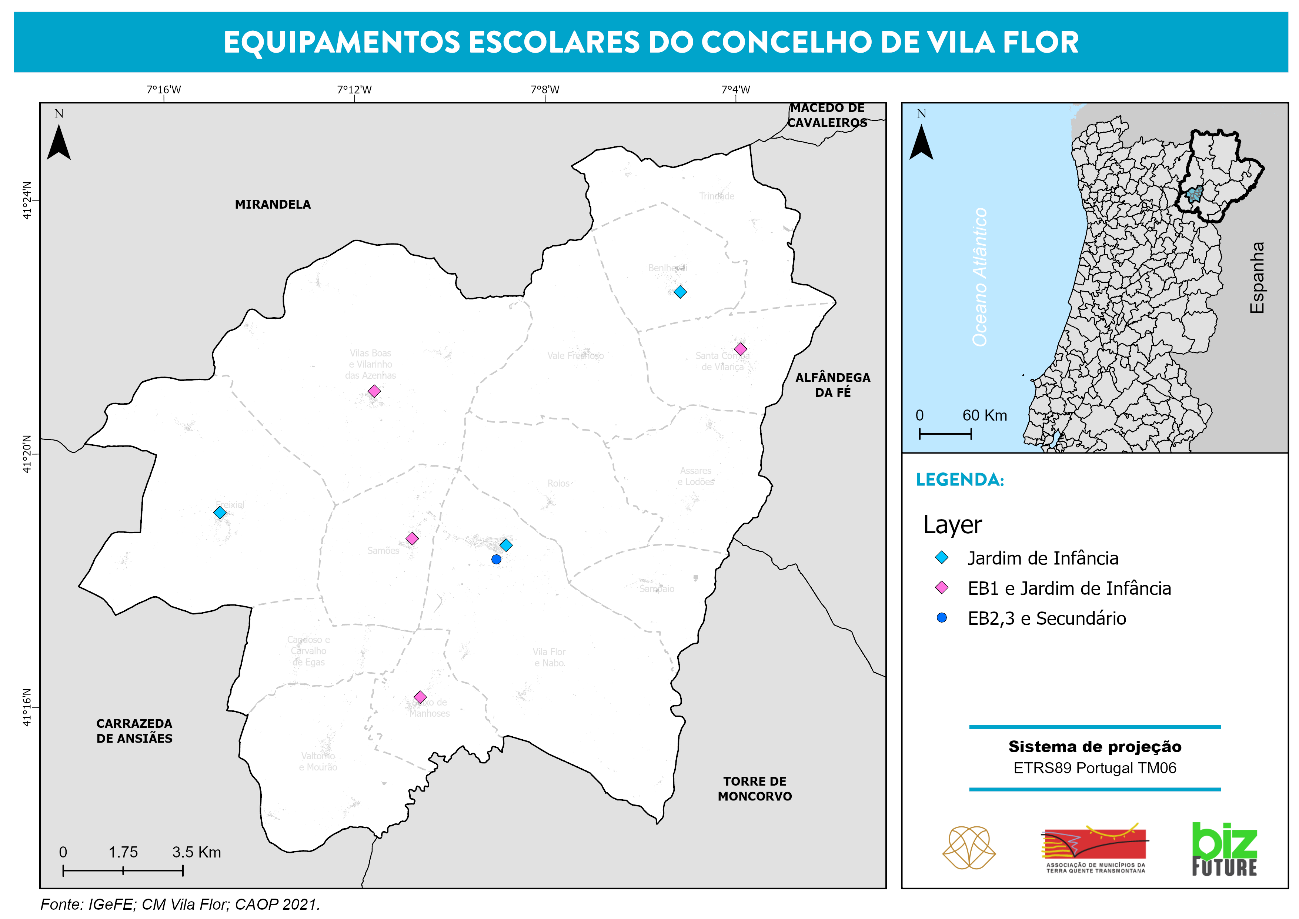 EQUIPAMENTOS ESCOLARES DO CONCELHO DE VILA FLOR
7°16'W
7°12'W
7°8'W
7°4'W
41°24'N
41°20'N
41°16'N
N
MACEDO DE
CAVALEIROS
MIRANDELA
Trindade
Vilas Boas
e Vilarinho
das Azenhas
Vale Frechoso
Santa Comba
de Vilariça
ALFÂNDEGA
DA FÉ
Assares
e Lodões
Roios
Freixiel
Samões
Sampaio
Candoso e
Carvalho
de Egas
Vila Flor
e Nabo
de
Manhoses
Valtorno
e Mourão
CARRAZEDA
DE ANSIÃES
TORRE DE
MONCORVO
0 1.75 3.5 Km
N
Oceano Atlântico
Espanha
0 60 Km
LEGENDA:
Layer
Jardim de Infância
EB1 e Jardim de Infância
EB2,3 e Secundário
Sistema de projeção
ETRS89 Portugal TM06
ASSOCIAÇÃO DE MUNICÍPIOS DA
TERRA QUENTE TRANSMONTANA
biz
FUTURE
Fonte: IGeFE; CM Vila Flor; CAOP 2021.